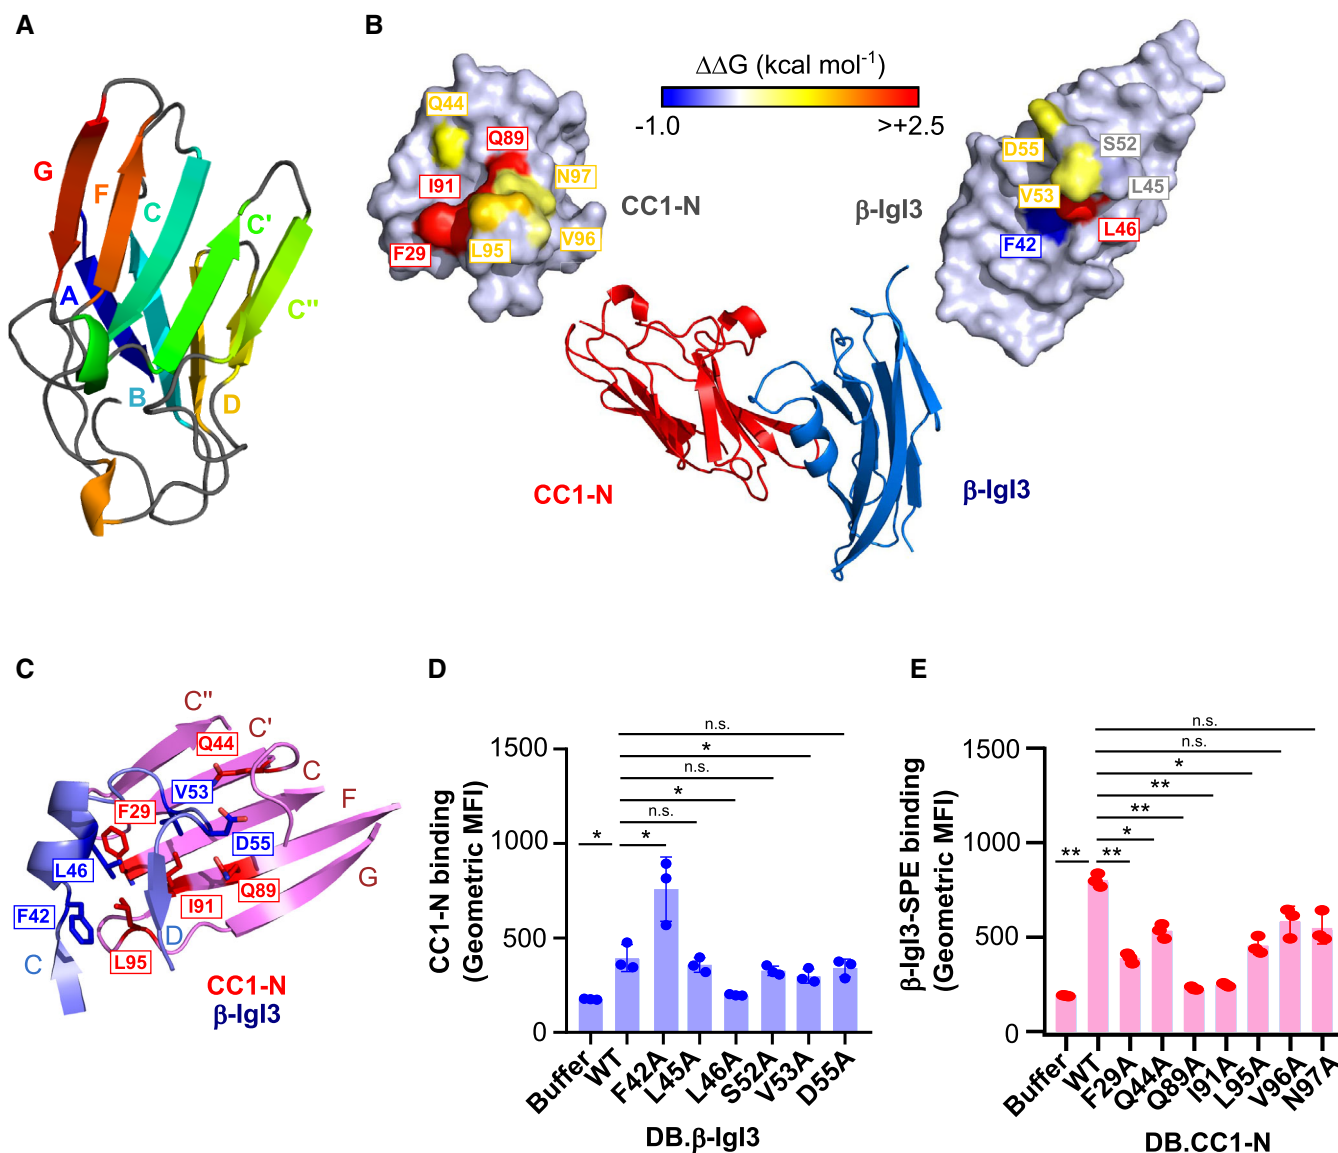 A
B
G
F
C
C'
C"
A
B
D
ΔΔG (kcal mol-1)
-1.0
>+2.5
Q44
Q89
I91
N97
F29
L95
V96
CC1-N
β-IgI3
D55
S52
V53
L45
F42
L46
CC1-N
β-IgI3
C
C"
C'
Q44
C
V53
F
F29
D55
L46
G
Q89
I91
F42
D
L95
C
CC1-N
β-IgI3
D
CC1-N binding
(Geometric MFI)
1500
1000
500
0
n.s.
*
n.s.
*
n.s.
* *
Buffer
WT
F42A
L45A
L46A
S52A
V53A
D55A
DB.β-IgI3
E
β-IgI3-SPE binding
(Geometric MFI)
1500
1000
500
0
n.s.
n.s.
*
**
**
*
** **
Buffer
WT
F29A
Q44A
Q89A
I91A
L95A
V96A
N97A
DB.CC1-N